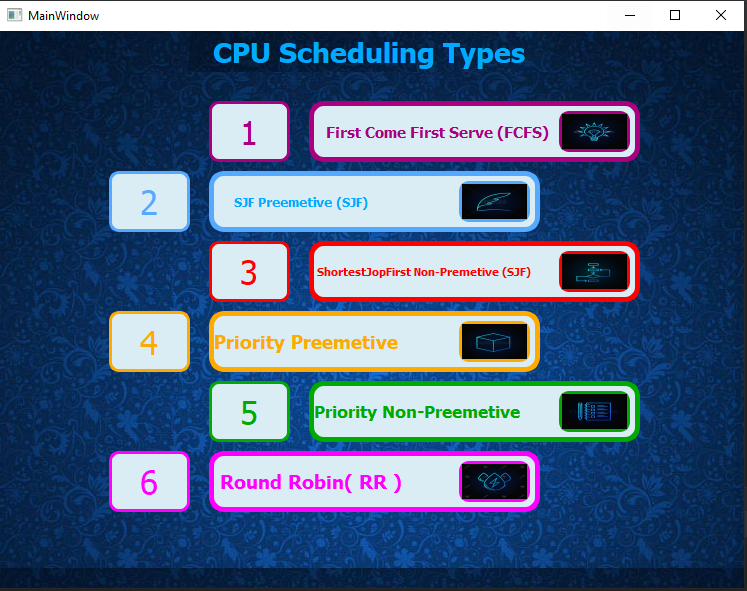 MainWindow
CPU Scheduling Types
1
First Come First Serve (FCFS)
2
SJF Preemetive (SJF)
3
ShortestJopFirst Non-Premetive (SJF)
4
Priority Preemetive
5
Priority Non-Preemetive
6
Round Robin( RR )